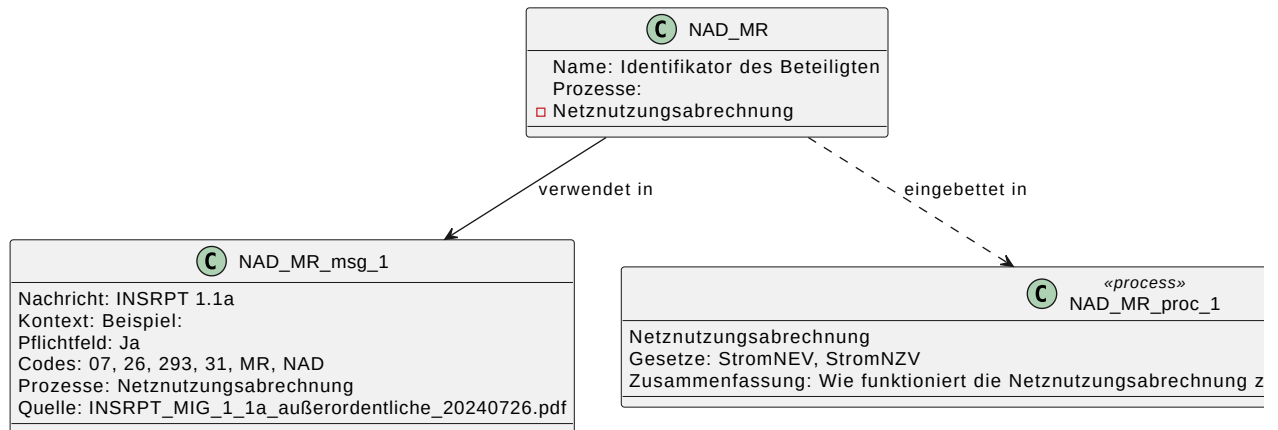 C NAD_MR
Name: Identifikator des Beteiligten
Prozesse:
Netznutzungsabrechnung
verwendet in
eingebettet in
C NAD_MR_msg_1
Nachricht: INSRPT 1.1a
Kontext: Beispiel:
Pflichtfeld: Ja
Codes: 07, 26, 293, 31, MR, NAD
Prozesse: Netznutzungsabrechnung
Quelle: INSRPT_MIG_1_1a_außerordentliche_20240726.pdf
C «process»
NAD_MR_proc_1
Netznutzungsabrechnung
Gesetze: StromNEV, StromNZV
Zusammenfassung: Wie funktioniert die Netznutzungsabrechnung z